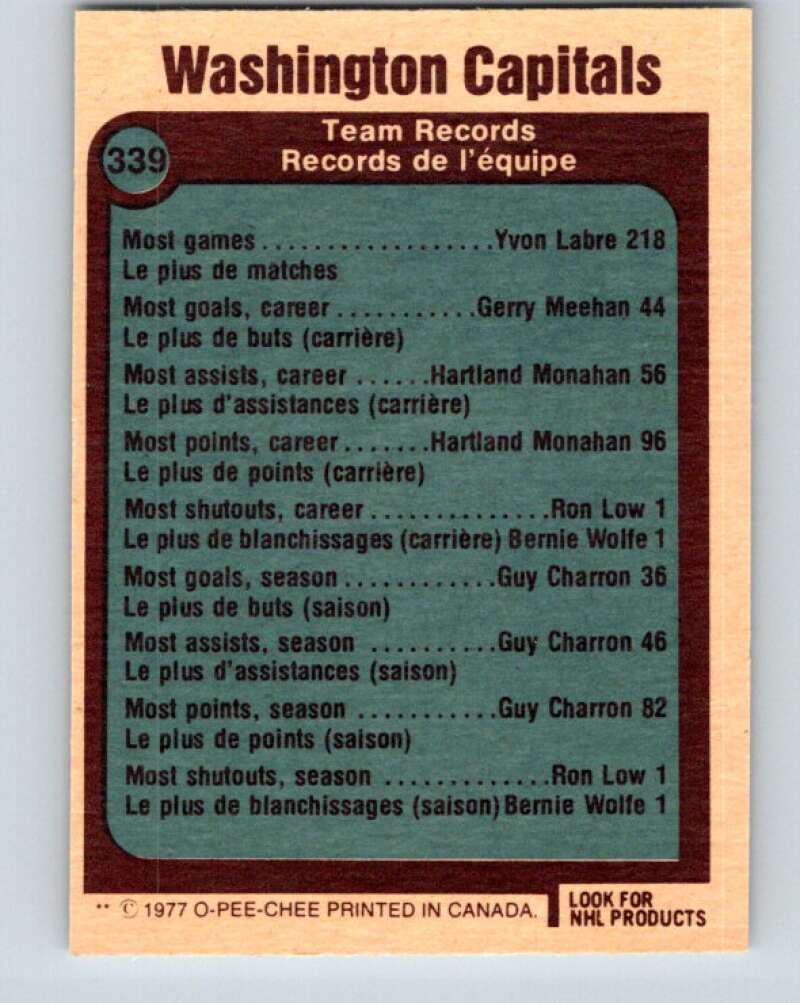 Washington Capitals
339
Team Records
Records de l'équipe
Most games..................Yvon Labre 218
Le plus de matches
Most goals, career...........Gerry Meehan 44
Le plus de buts (carrière)
Most assists, career......Hartland Monahan 56
Le plus d'assistances (carrière)
Most points, career.......Hartland Monahan 96
Le plus de points (carrière)
Most shutouts, career..............Ron Low 1
Le plus de blanchissages (carrière) Bernie Wolfe 1
Most goals, season............Guy Charron 36
Le plus de buts (saison)
Most assists, season ..........Guy Charron 46
Le plus d'assistances (saison)
Most points, season ...........Guy Charron 82
Le plus de points (saison)
Most shutouts, season .............Ron Low 1
Le plus de blanchissages (saison) Bernie Wolfe 1
** © 1977 O-PEE-CHEE PRINTED IN CANADA.
LOOK FOR
NHL PRODUCTS